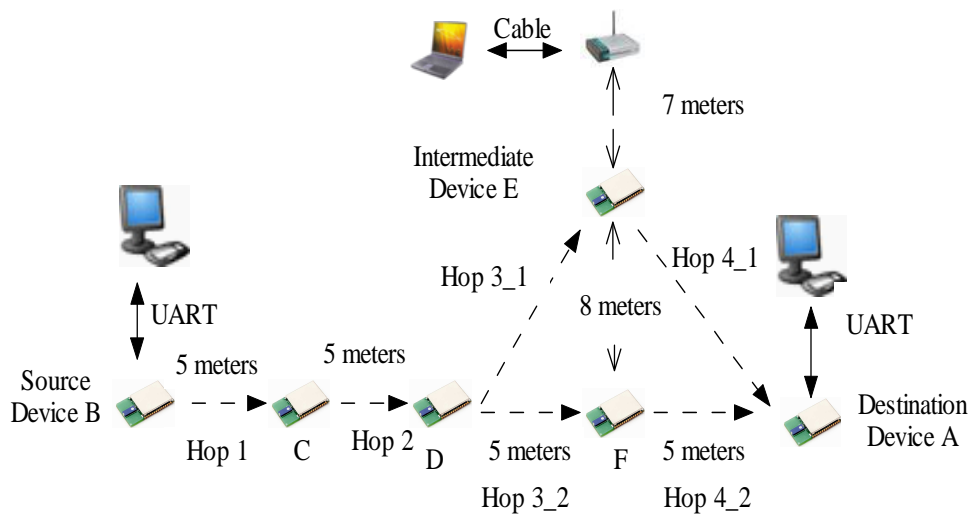 Cable
7 meters
Intermediate
Device E
Hop 3_1
Hop 4_1
8 meters
UART
UART
5 meters
5 meters
Source
Device B
Hop 1
C
Hop 2
D
5 meters
F
5 meters
Destination
Device A
Hop 3_2
Hop 4_2